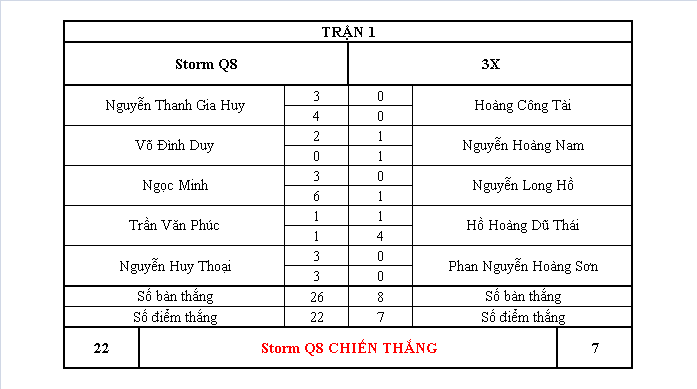 TRẬN 1
Storm Q8 3X
Nguyễn Thanh Gia Huy 3 0 Hoàng Công Tài
4 0
Võ Đình Duy 2 1 Nguyễn Hoàng Nam
0 1
Ngọc Minh 3 0 Nguyễn Long Hồ
6 1
Trần Văn Phúc 1 1 Hồ Hoàng Dũ Thái
1 4
Nguyễn Huy Thoại 3 0 Phan Nguyễn Hoàng Sơn
3 0
Số bàn thắng 26 8 Số bàn thắng
Số điểm thắng 22 7 Số điểm thắng
22 Storm Q8 CHIẾN THẮNG 7